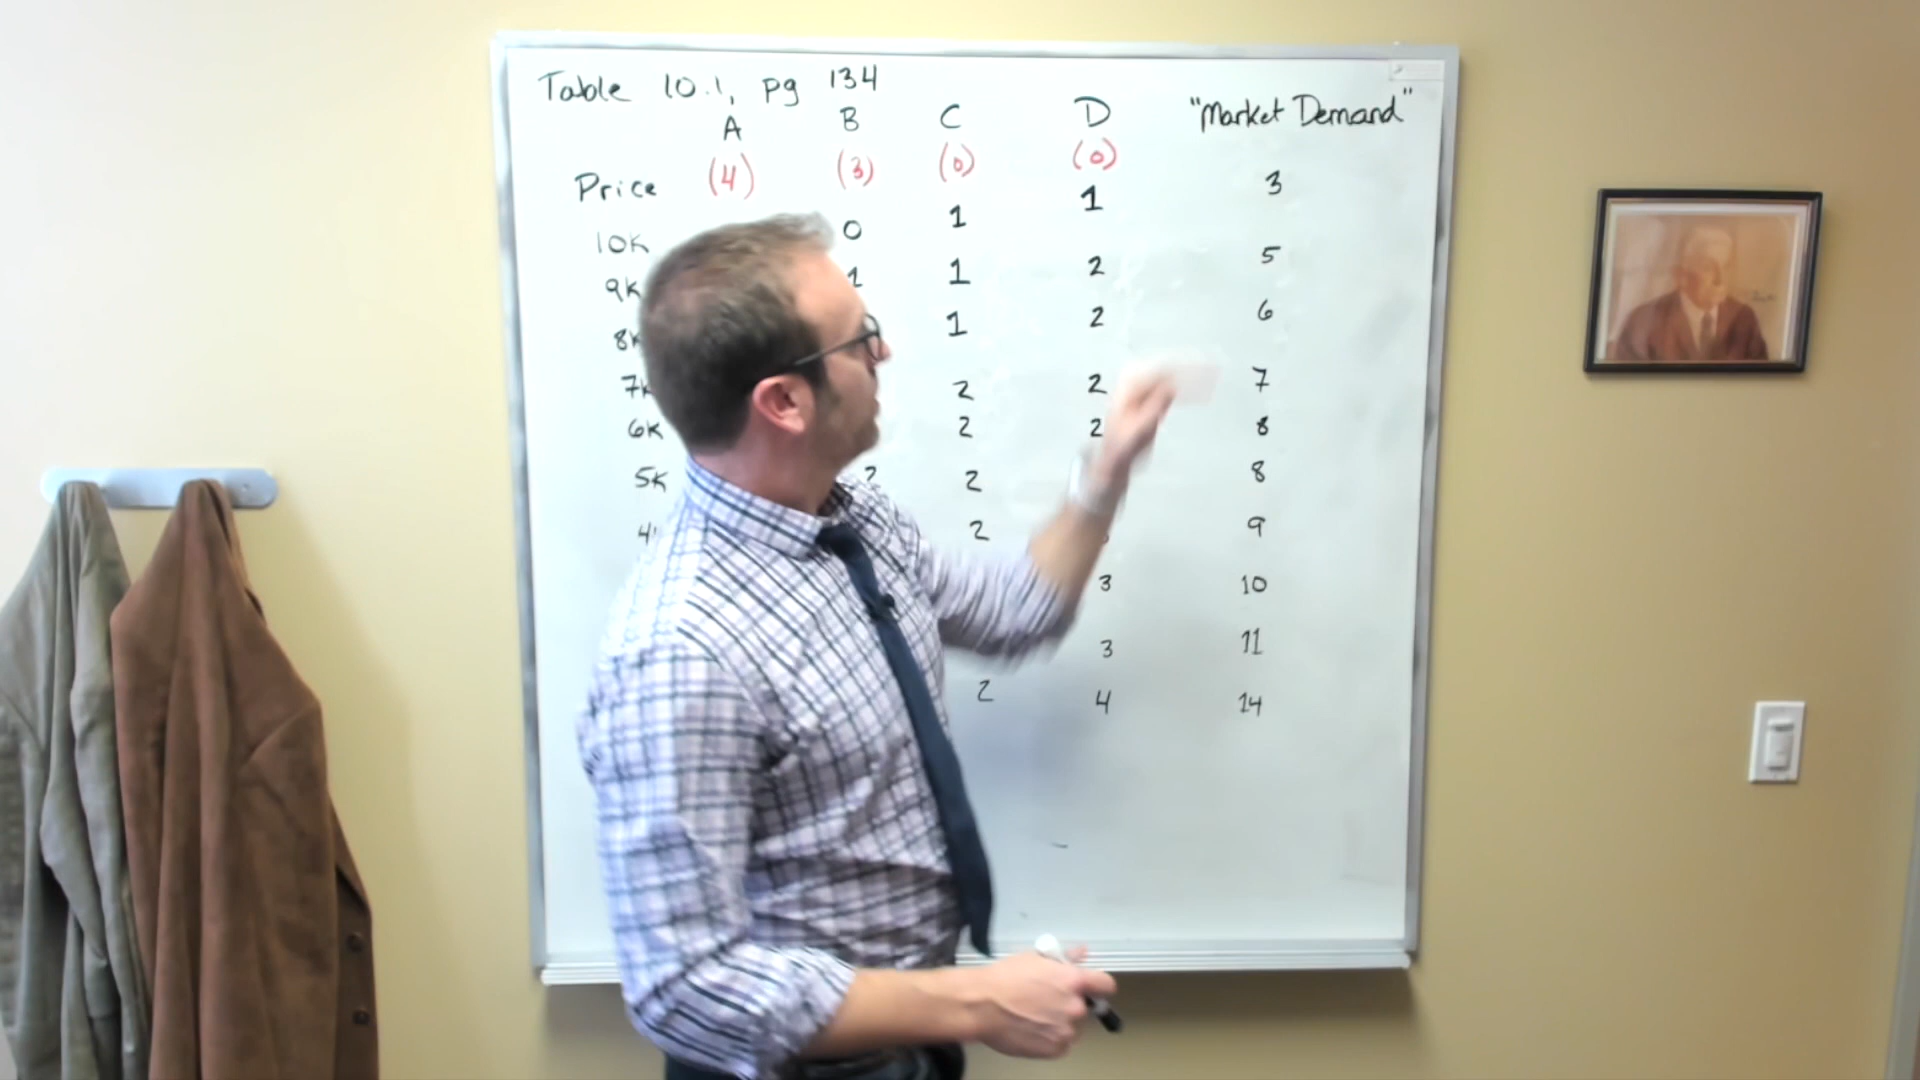 Table 10.1, pg 134
A B C D "Market Demand"
Price (4) (3) (0) (0)
10K 0 1 1 3
9K 1 1 2 5
8K 1 2 6
7K 2 2 7
6K 2 2 8
5K 2 2 8
4 2 9
3 10
3 11
2 4 14